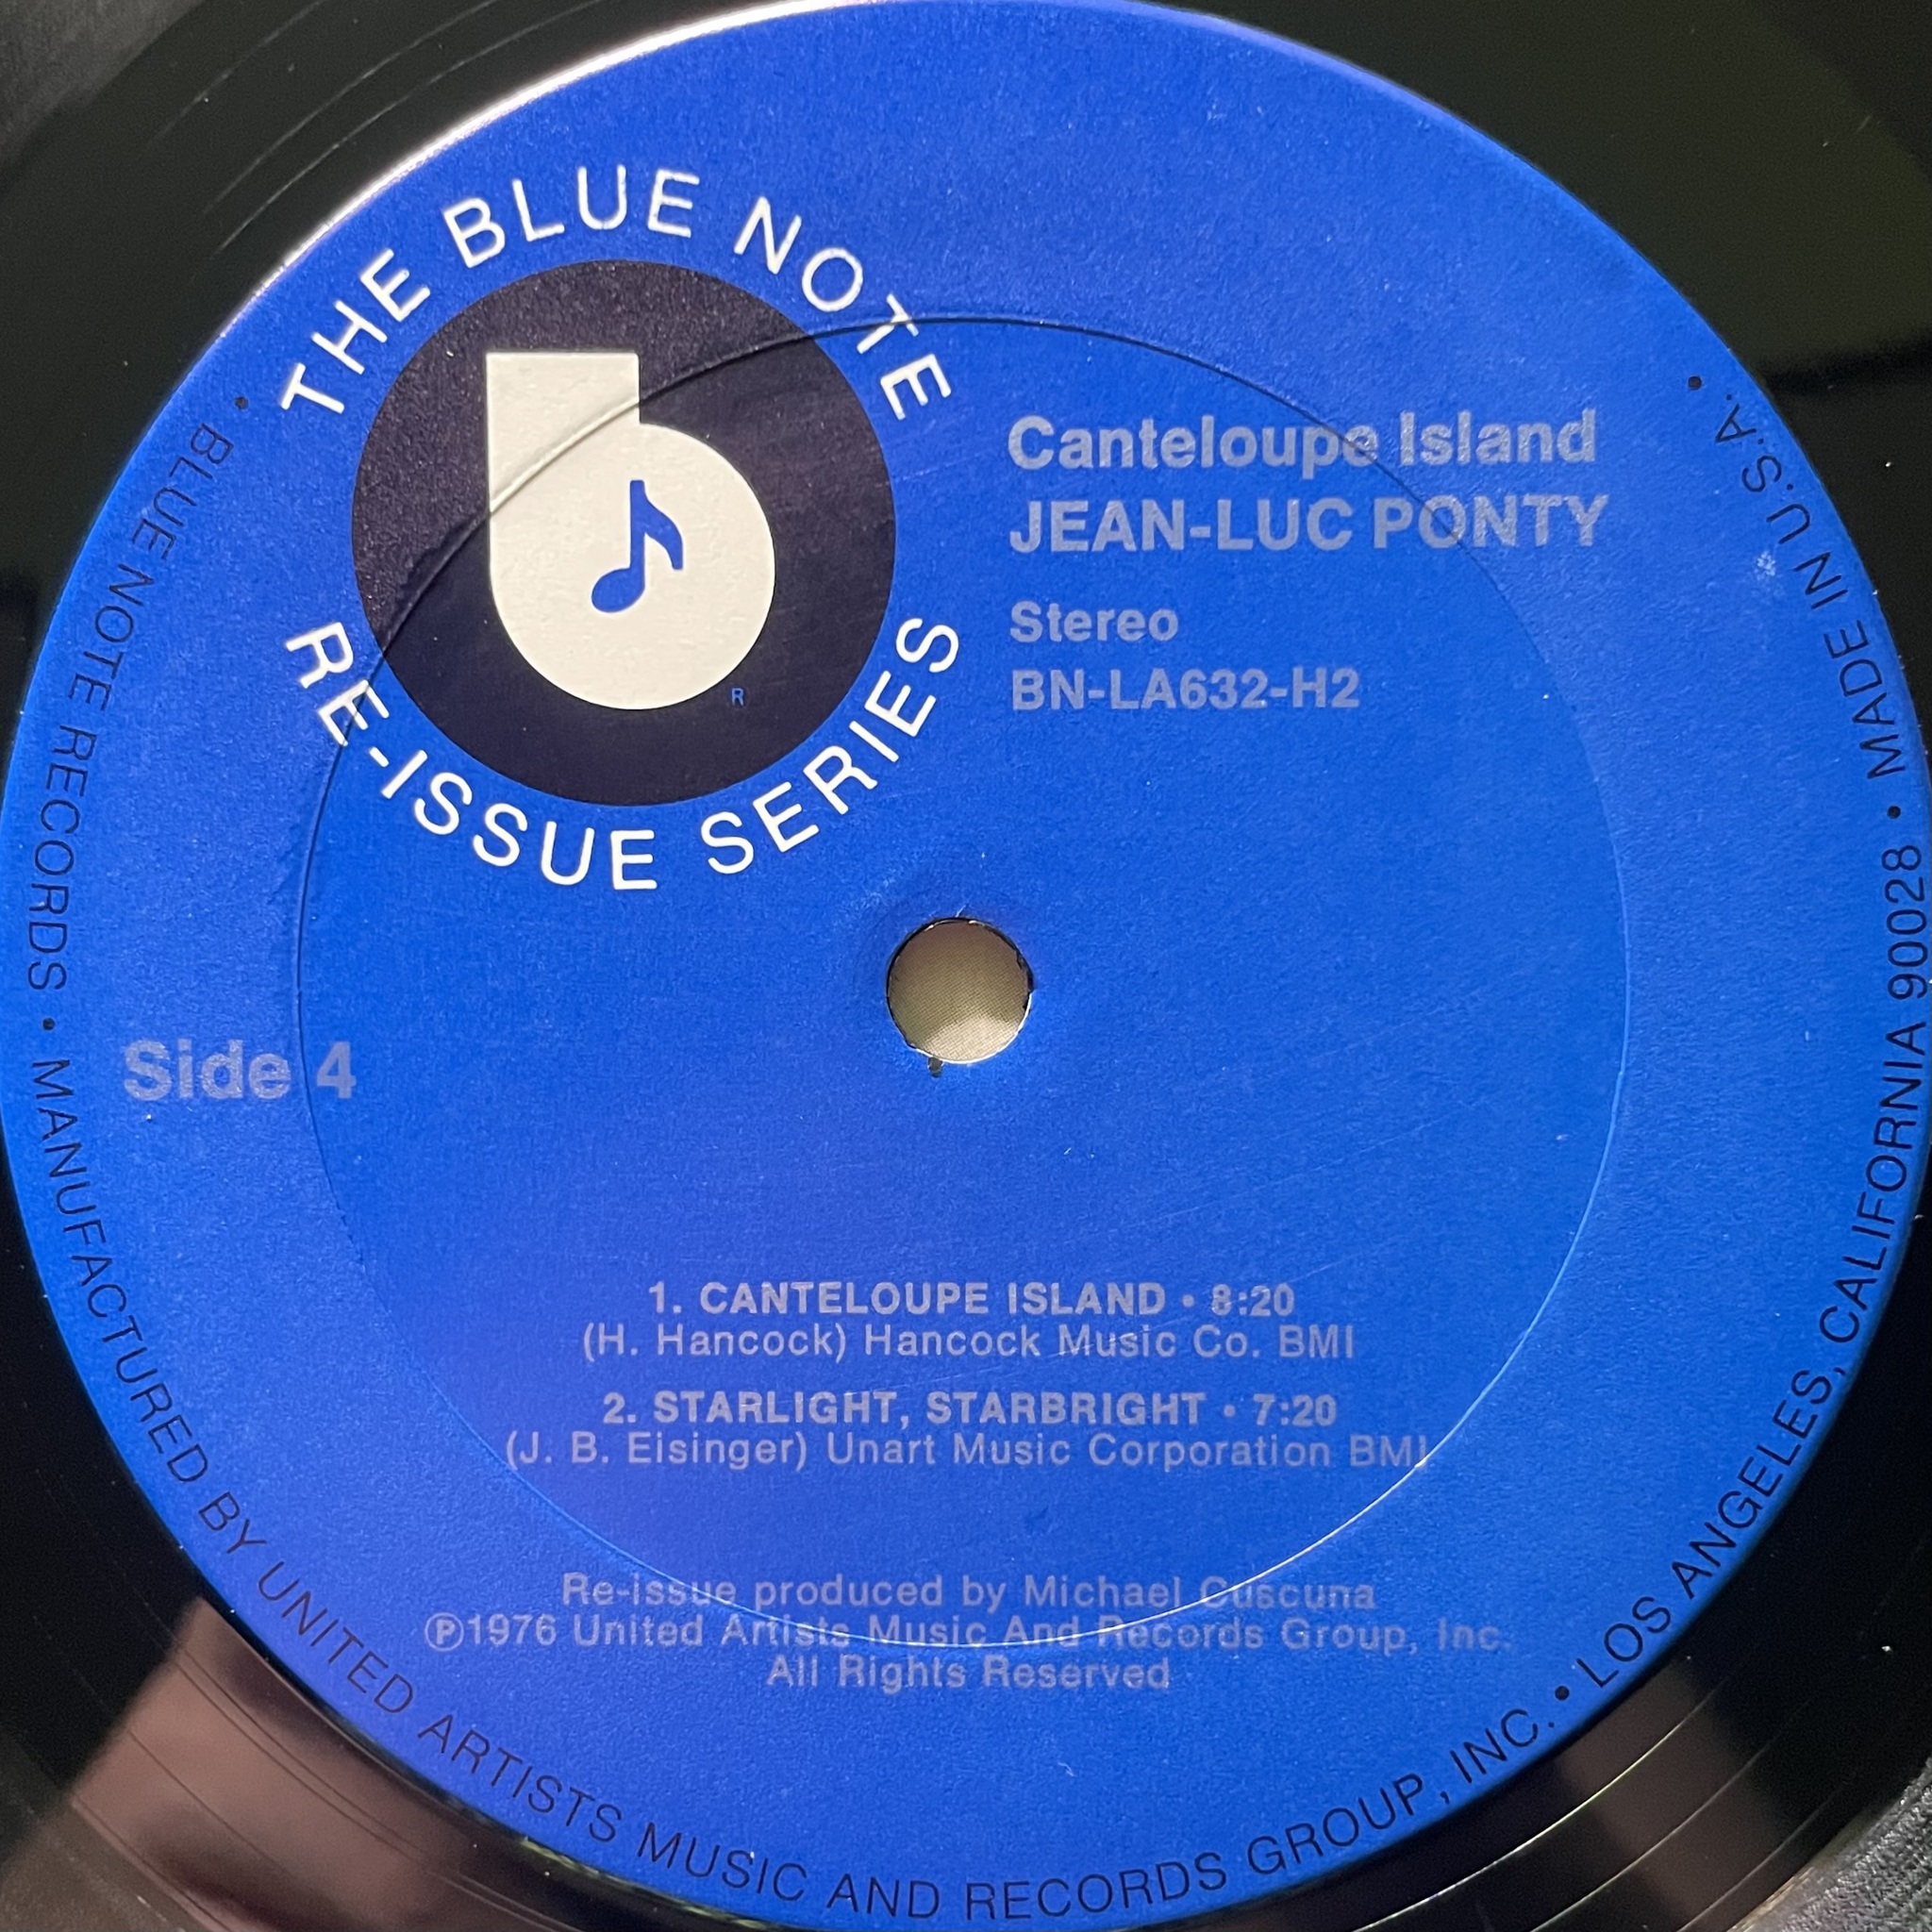 THE BLUE NOTE
RE-ISSUE SERIES
R
Canteloupe Island
JEAN-LUC PONTY
Stereo
BN-LA632-H2
Side 4
1. CANTELOUPE ISLAND • 8:20
(H. Hancock) Hancock Music Co. BMI
2. STARLIGHT, STARBRIGHT • 7:20
(J. B. Eisinger) Unart Music Corporation BMI
Re-issue produced by Michael Cuscuna
℗1976 United Artists Music And Records Group, Inc.
All Rights Reserved
• BLUE NOTE RECORDS • MANUFACTURED BY UNITED ARTISTS MUSIC AND RECORDS GROUP, INC. • LOS ANGELES, CALIFORNIA 90028 • MADE IN U.S.A. •